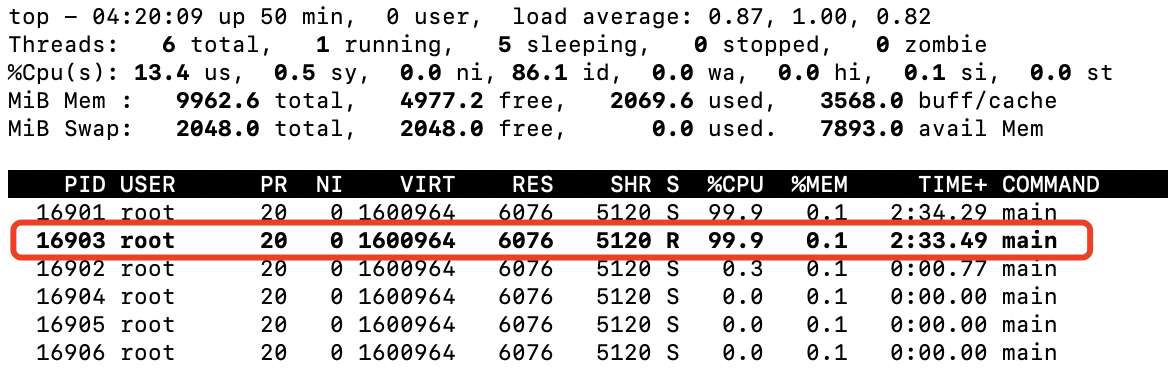 top - 04:20:09 up 50 min,  0 user,  load average: 0.87, 1.00, 0.82
Threads:   6 total,   1 running,   5 sleeping,   0 stopped,   0 zombie
%Cpu(s): 13.4 us,  0.5 sy,  0.0 ni, 86.1 id,  0.0 wa,  0.0 hi,  0.1 si,  0.0 st
MiB Mem :   9962.6 total,   4977.2 free,   2069.6 used,   3568.0 buff/cache
MiB Swap:   2048.0 total,   2048.0 free,      0.0 used.   7893.0 avail Mem
PID USER      PR  NI    VIRT    RES    SHR S  %CPU  %MEM     TIME+ COMMAND
16901 root      20   0 1600964   6076   5120 S  99.9   0.1   2:34.29 main
16903 root      20   0 1600964   6076   5120 R  99.9   0.1   2:33.49 main
16902 root      20   0 1600964   6076   5120 S   0.3   0.1   0:00.77 main
16904 root      20   0 1600964   6076   5120 S   0.0   0.1   0:00.00 main
16905 root      20   0 1600964   6076   5120 S   0.0   0.1   0:00.00 main
16906 root      20   0 1600964   6076   5120 S   0.0   0.1   0:00.00 main